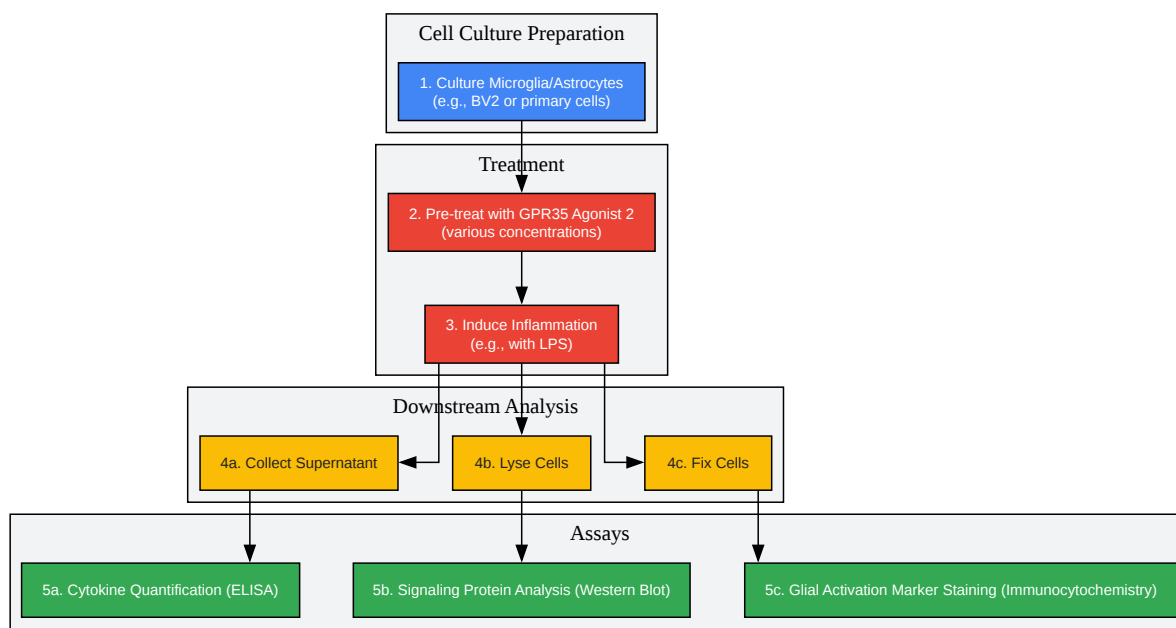 Cell Culture Preparation
1. Culture Microglia/Astrocytes
(e.g., BV2 or primary cells)
Treatment
2. Pre-treat with GPR35 Agonist 2
(various concentrations)
3. Induce Inflammation
(e.g., with LPS)
Downstream Analysis
4a. Collect Supernatant
4b. Lyse Cells
4c. Fix Cells
Assays
5a. Cytokine Quantification (ELISA)
5b. Signaling Protein Analysis (Western Blot)
5c. Glial Activation Marker Staining (Immunocytochemistry)